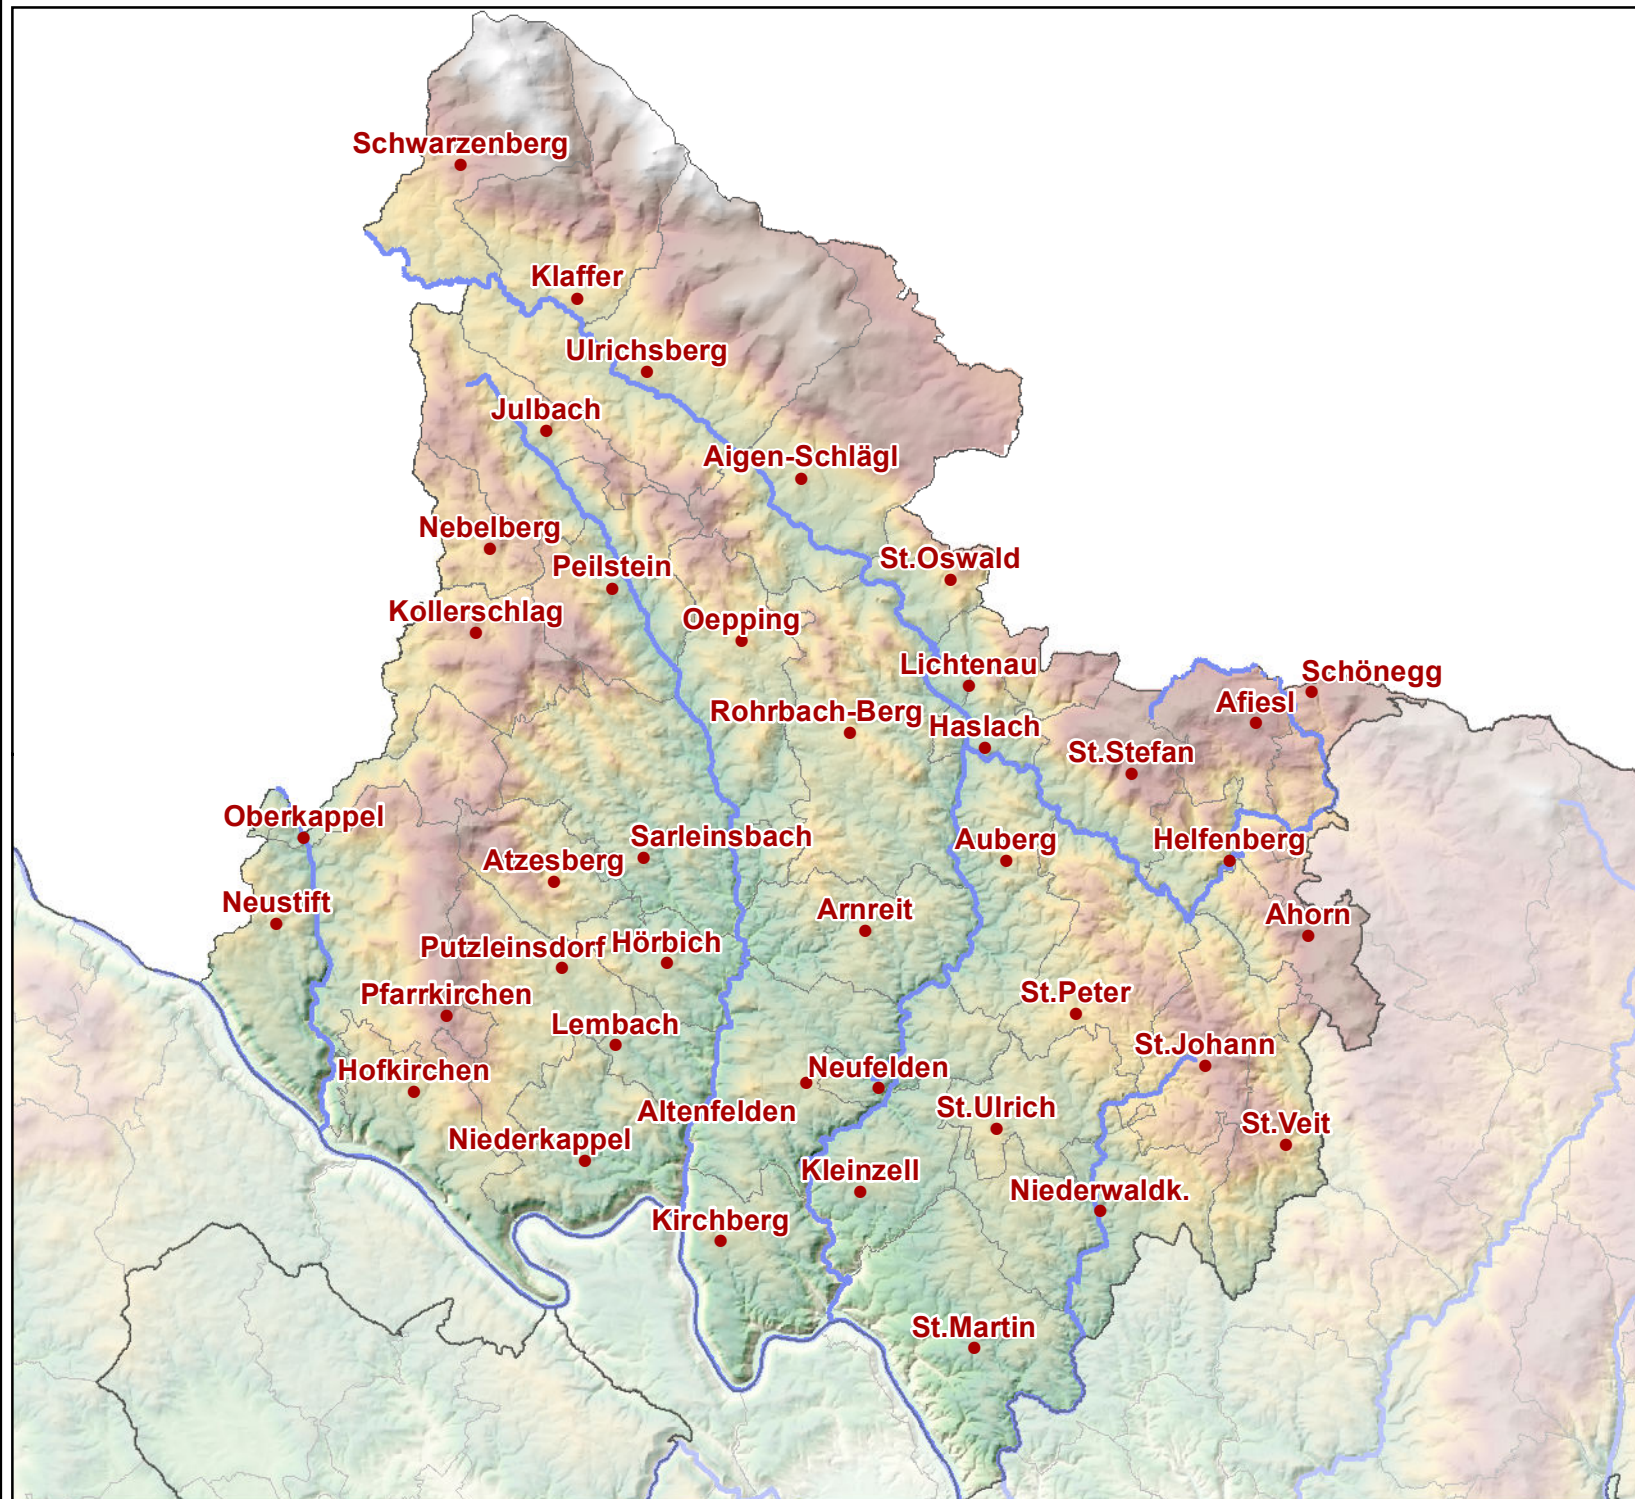 Schwarzenberg
Klaffer
Ulrichsberg
Julbach
Aigen-Schlägl
Nebelberg
Peilstein
St.Oswald
Kollerschlag
Oepping
Lichtenau
Schönegg
Afiesl
Rohrbach-Berg
Haslach
St.Stefan
Oberkappel
Sarleinsbach
Auberg
Helfenberg
Atzesberg
Neustift
Arnreit
Ahorn
Putzleinsdorf
Hörbich
Pfarrkirchen
St.Peter
Lembach
St.Johann
Hofkirchen
Neufelden
Altenfelden
St.Ulrich
St.Veit
Niederkappel
Kleinzell
Niederwaldk.
Kirchberg
St.Martin